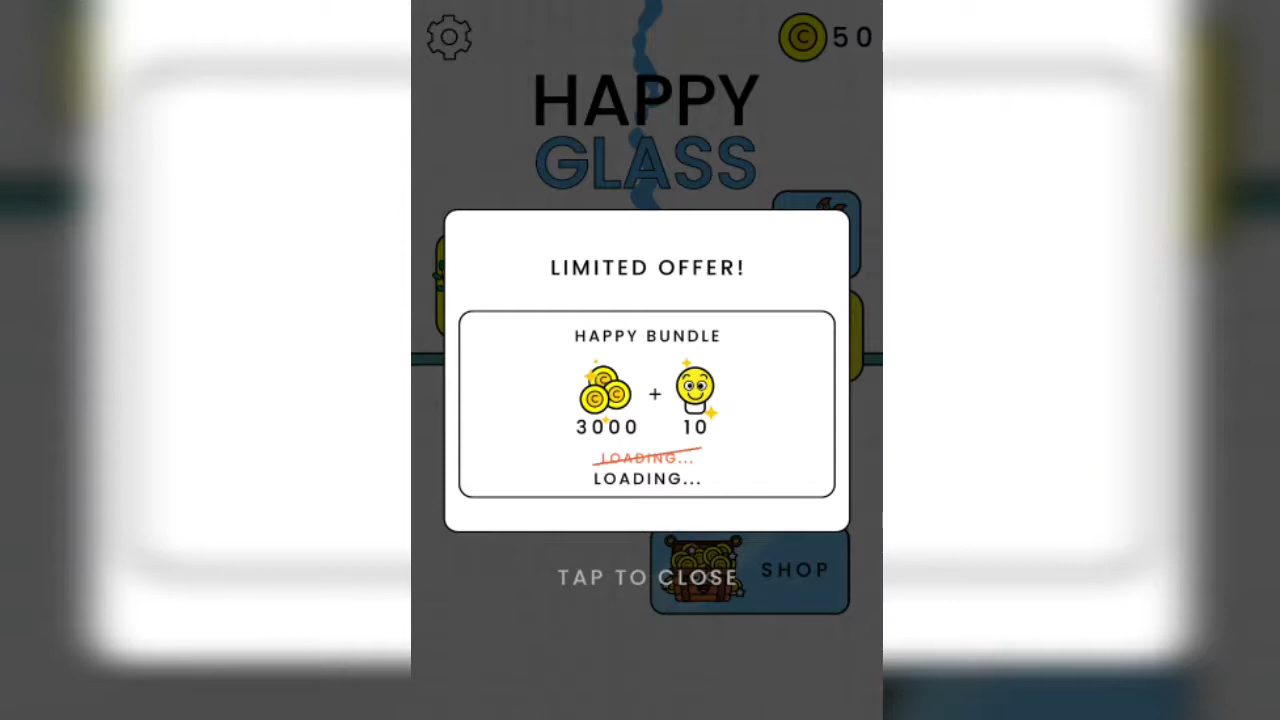 50
HAPPY
GLASS
LIMITED OFFER!
HAPPY BUNDLE
+
3000 10
LOADING...
LOADING...
TAP TO CLOSE
SHOP